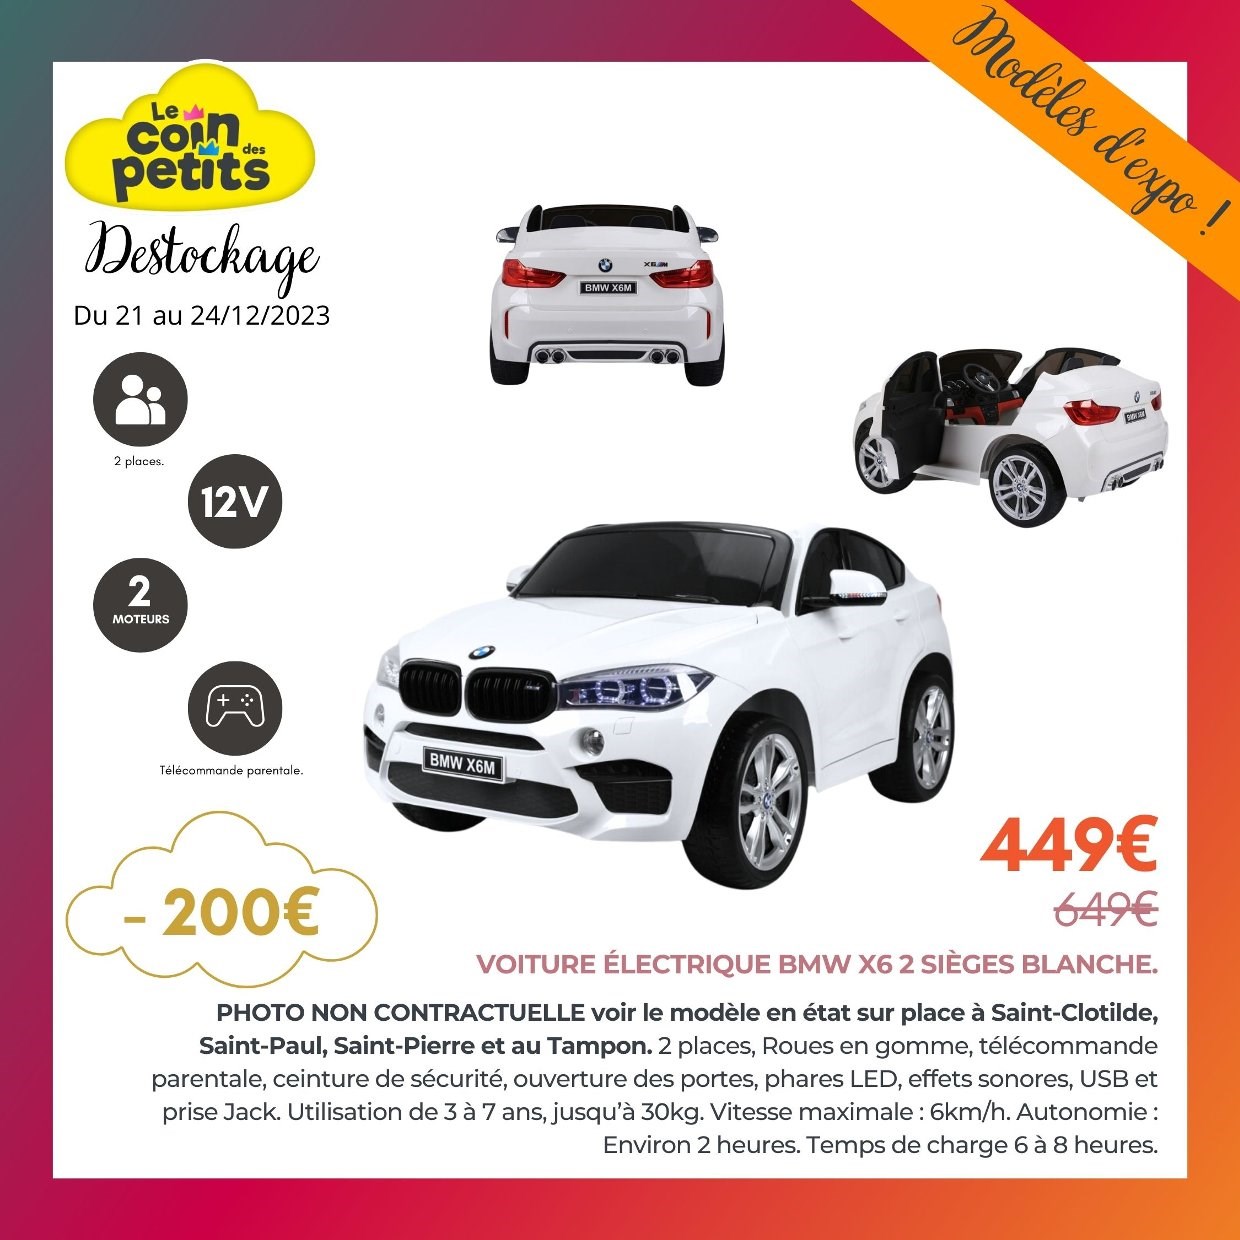 Modèles d'expo !
Le
coin
des
petits
Destockage
Du 21 au 24/12/2023
2 places.
12V
2
MOTEURS
Télécommande parentale.
X6 M
BMW X6M
BMW X6M
BMW X6M
- 200€
449€
649€
VOITURE ÉLECTRIQUE BMW X6 2 SIÈGES BLANCHE.
PHOTO NON CONTRACTUELLE voir le modèle en état sur place à Saint-Clotilde,
Saint-Paul, Saint-Pierre et au Tampon. 2 places, Roues en gomme, télécommande
parentale, ceinture de sécurité, ouverture des portes, phares LED, effets sonores, USB et
prise Jack. Utilisation de 3 à 7 ans, jusqu'à 30kg. Vitesse maximale : 6km/h. Autonomie :
Environ 2 heures. Temps de charge 6 à 8 heures.